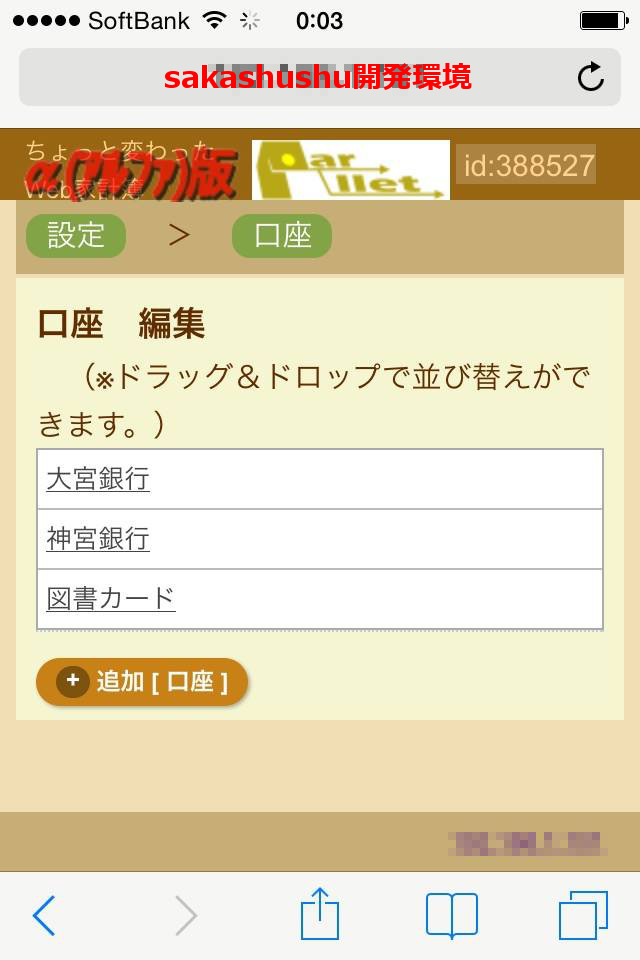 SoftBank 0:03
sakashushu開発環境
ちょっと変わった
Web家計簿
α(アルファ)版
Par
llet
id:388527
設定 > 口座
口座 編集
(※ドラッグ&ドロップで並び替えがで
きます。)
大宮銀行
神宮銀行
図書カード
+ 追加 [ 口座 ]